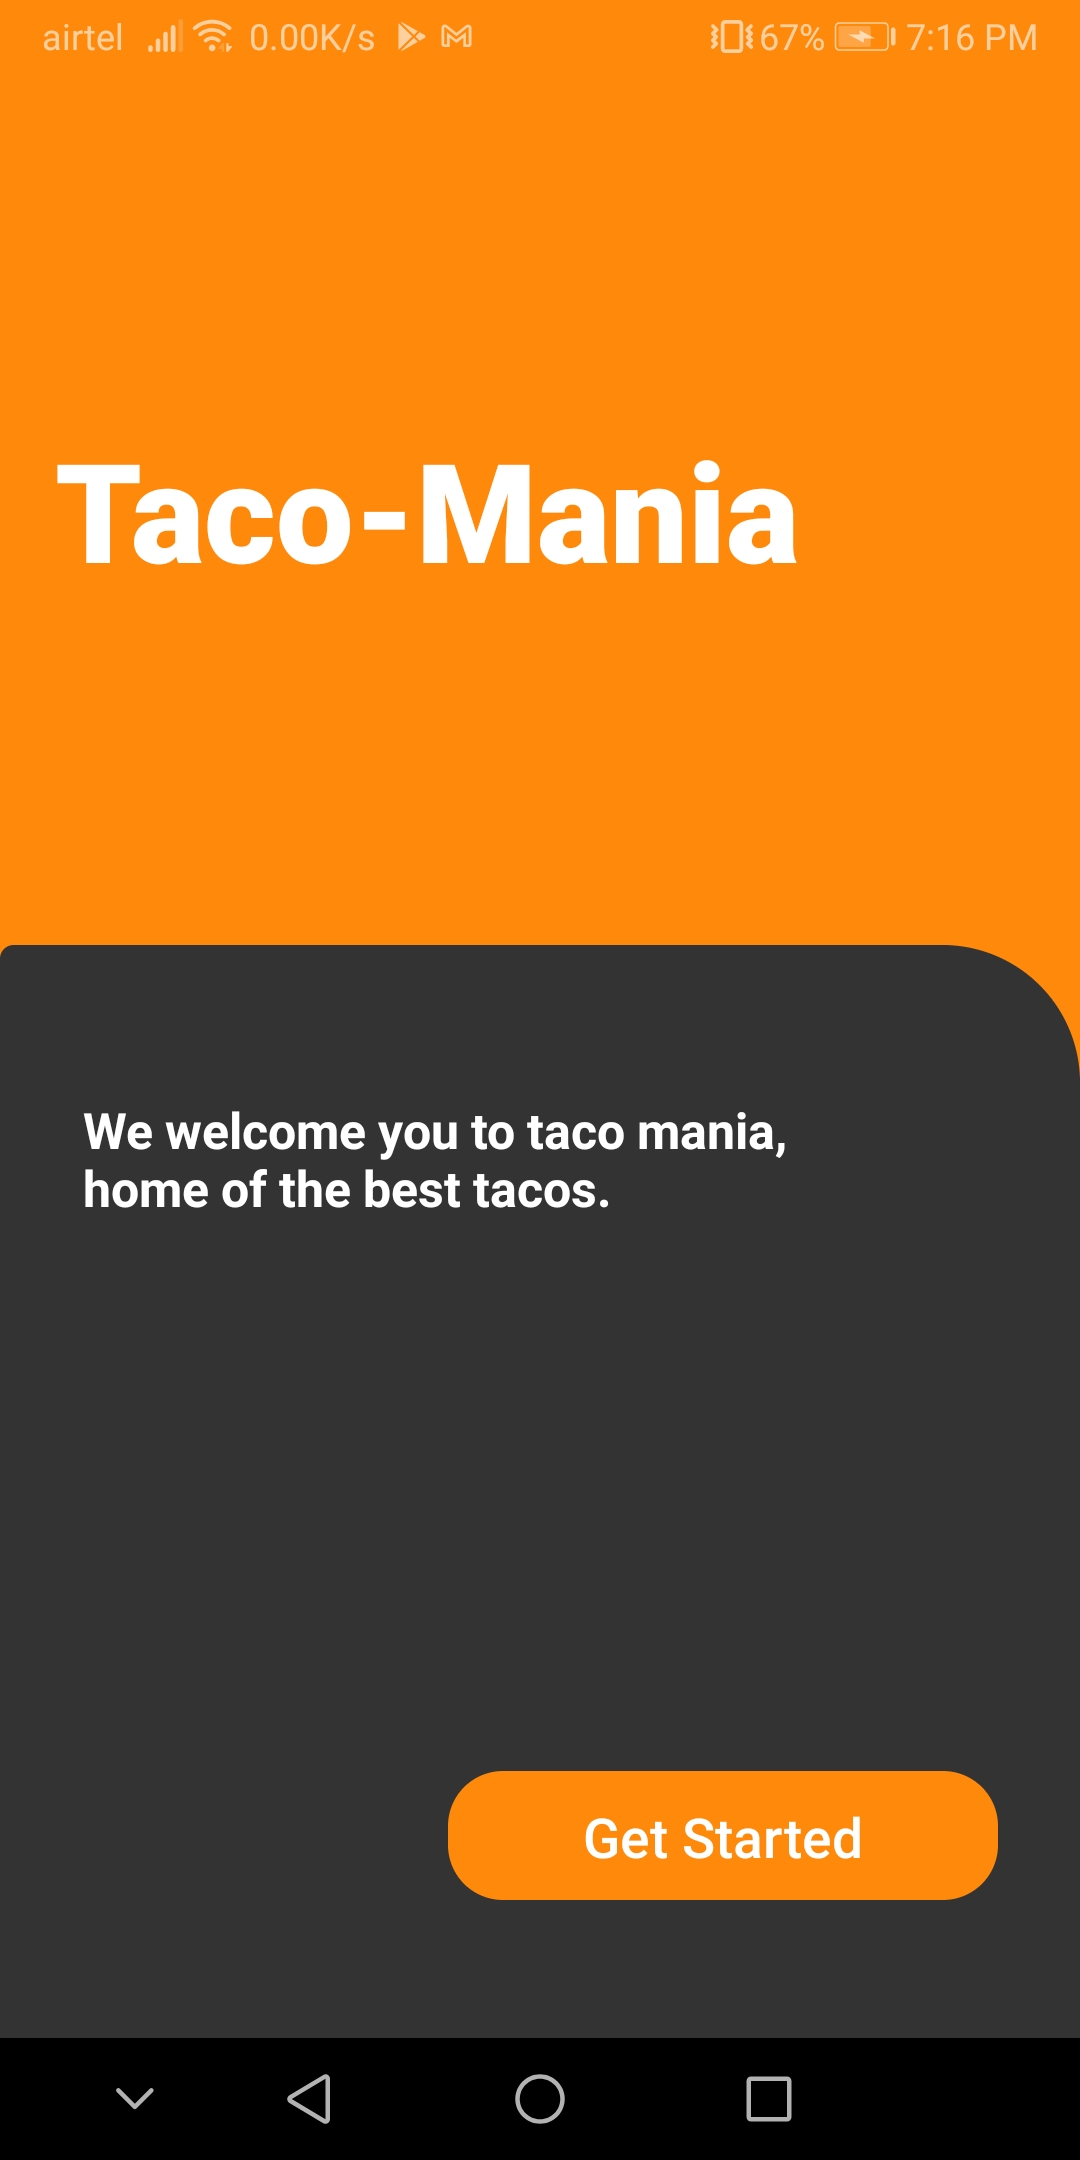 airtel 0.00K/s 67% 7:16 PM
Taco-Mania
We welcome you to taco mania,
home of the best tacos.
Get Started